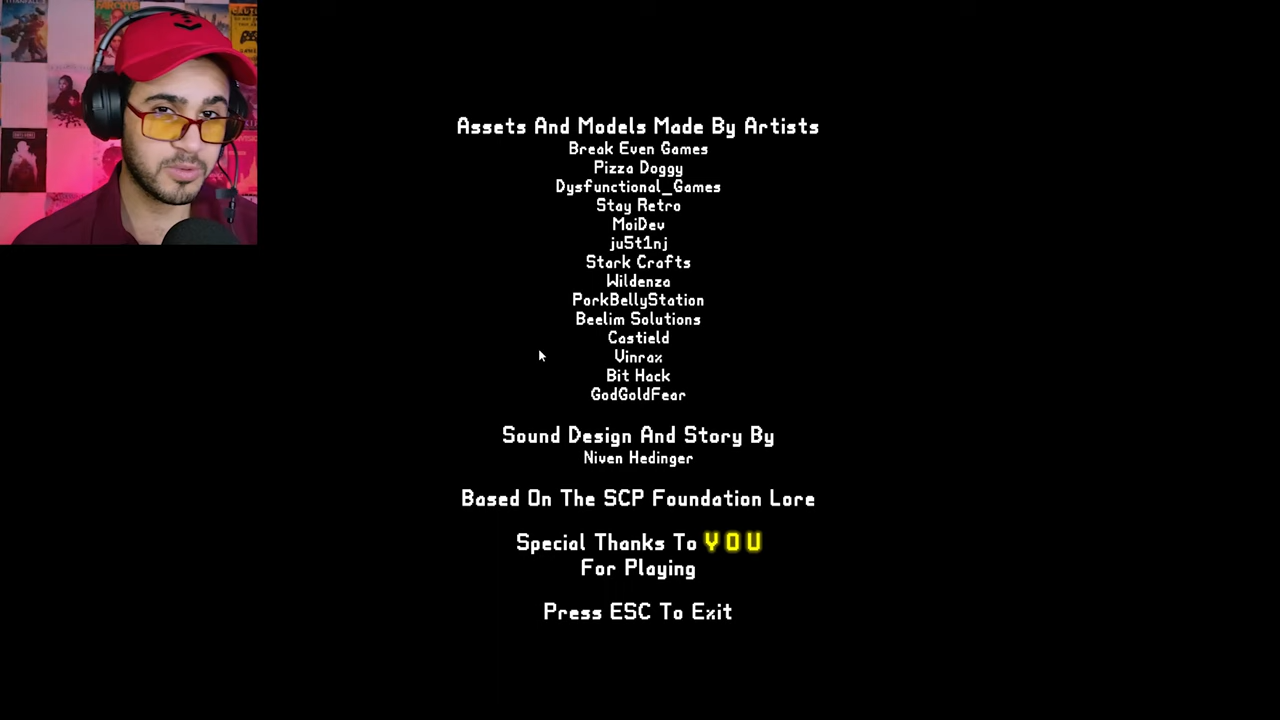 Assets And Models Made By Artists
Break Even Games
Pizza Doggy
Dysfunctional_Games
Stay Retro
MoiDev
ju5t1nj
Stark Crafts
Wildenza
PorkBellyStation
Beelim Solutions
Castield
Vinrax
Bit Hack
GodGoldFear
Sound Design And Story By
Niven Hedinger
Based On The SCP Foundation Lore
Special Thanks To YOU
For Playing
Press ESC To Exit